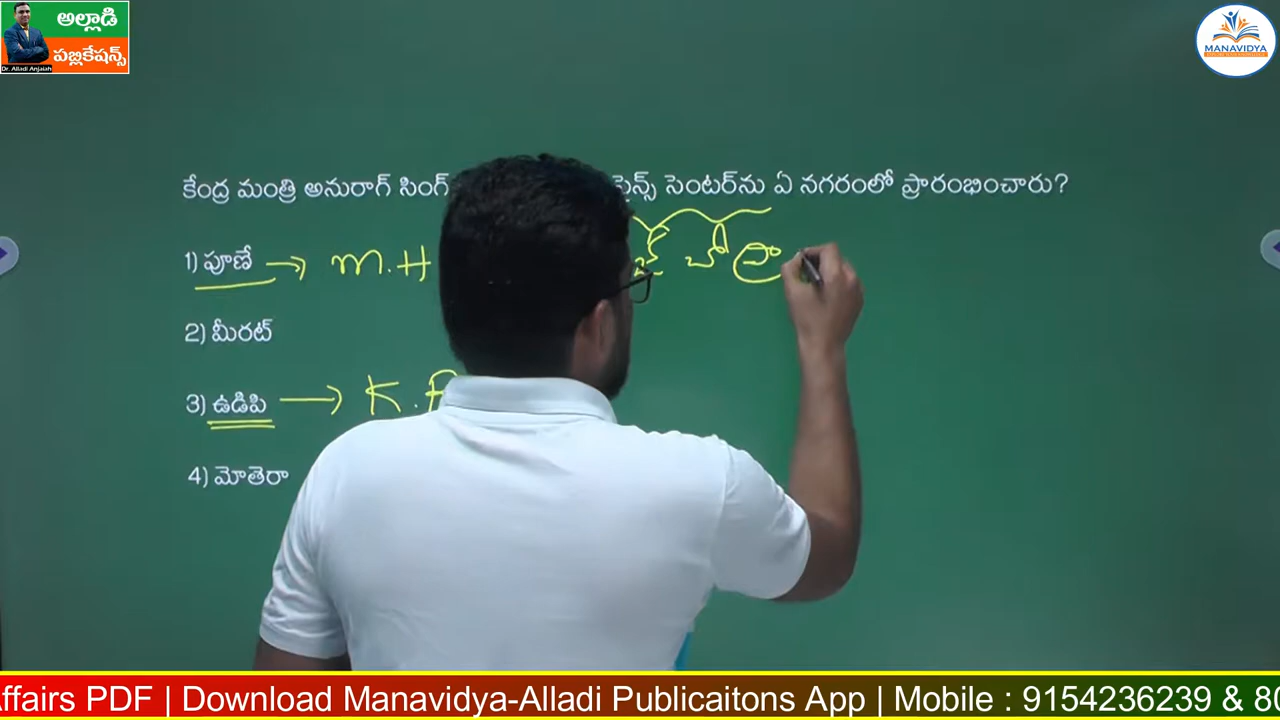 అల్లాడి
పబ్లికేషన్స్
Dr. Alladi Anjaiah
MANAVIDYA
కేంద్ర మంత్రి అనురాగ్ సింగ్ సైన్స్ సెంటర్‌ను ఏ నగరంలో ప్రారంభించారు?
1) పూణే → M.H
2) మీరట్
3) ఉడిపి → K.
4) మోతెరా
ffairs PDF | Download Manavidya-Alladi Publicaitons App | Mobile : 9154236239 & 80